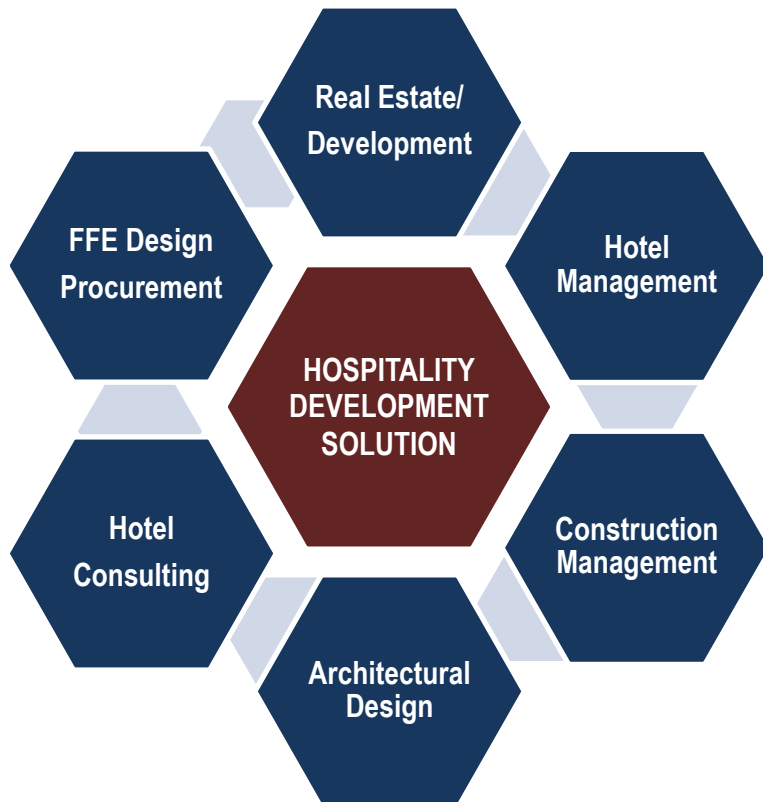 Real Estate/
Development
Hotel
Management
Construction
Management
Architectural
Design
Hotel
Consulting
FFE Design
Procurement
HOSPITALITY
DEVELOPMENT
SOLUTION